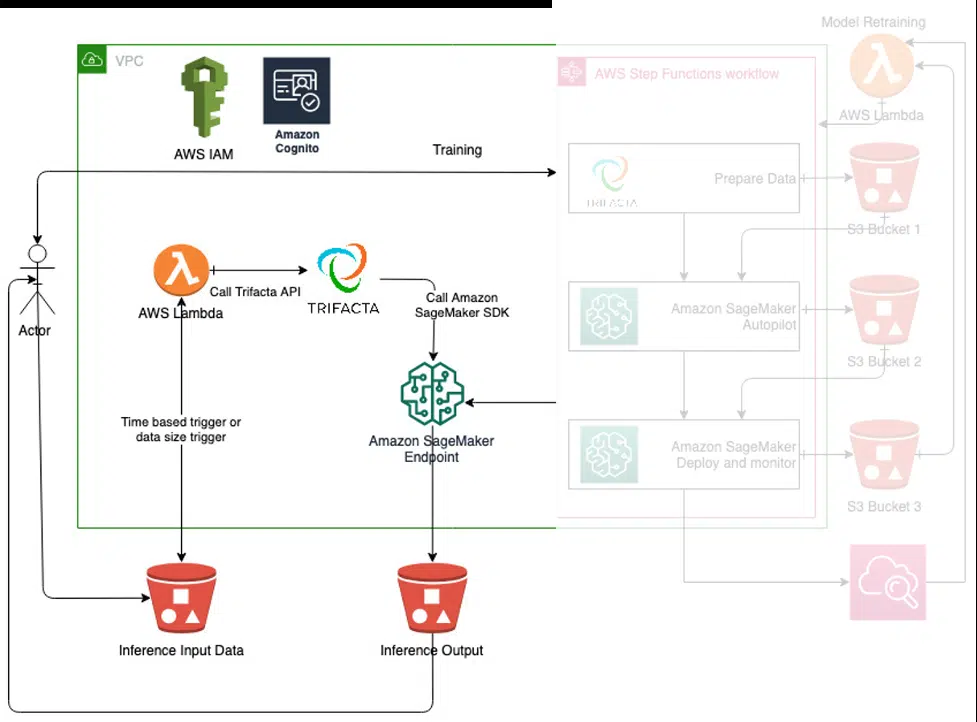 Model Retraining
VPC
AWS Step Functions workflow
AWS Lambda
AWS IAM
Amazon
Cognito
Training
TRIFACTA
Prepare Data
S3 Bucket 1
Call Trifacta API
AWS Lambda
TRIFACTA
Call Amazon
SageMaker SDK
Actor
Amazon SageMaker
Autopilot
S3 Bucket 2
Time based trigger or
data size trigger
Amazon SageMaker
Endpoint
Amazon SageMaker
Deploy and monitor
S3 Bucket 3
Inference Input Data
Inference Output